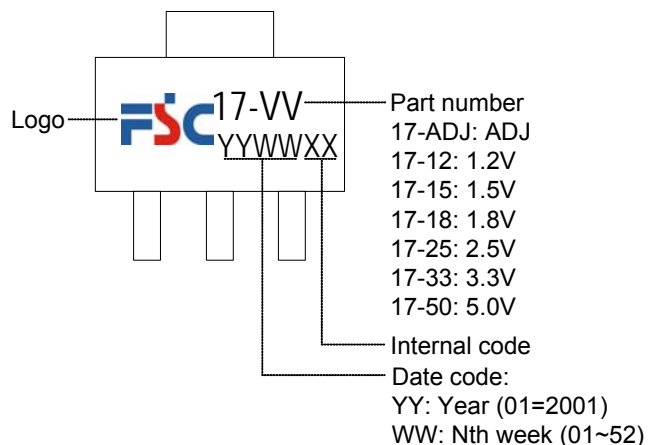 Logo
FSC
17-VV
YYWWXX
Part number
17-ADJ: ADJ
17-12: 1.2V
17-15: 1.5V
17-18: 1.8V
17-25: 2.5V
17-33: 3.3V
17-50: 5.0V
Internal code
Date code:
YY: Year (01=2001)
WW: Nth week (01~52)